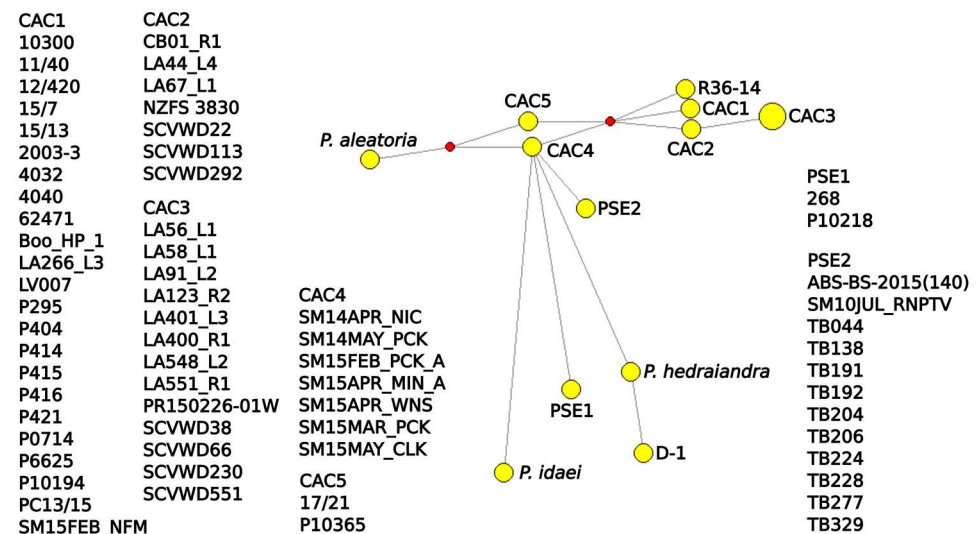 CAC1
10300
11/40
12/420
15/7
15/13
2003-3
4032
4040
62471
Boo_HP_1
LA266_L3
LV007
P295
P404
P414
P415
P416
P421
P0714
P6625
P10194
PC13/15
SM15FEB_NFM
CAC2
CB01_R1
LA44_L4
LA67_L1
NZFS 3830
SCVWD22
SCVWD113
SCVWD292
CAC3
LA56_L1
LA58_L1
LA91_L2
LA123_R2
LA401_L3
LA400_R1
LA548_L2
LA551_R1
PR150226-01W
SCVWD38
SCVWD66
SCVWD230
SCVWD551
CAC4
SM14APR_NIC
SM14MAY_PCK
SM15FEB_PCK_A
SM15APR_MIN_A
SM15APR_WNS
SM15MAR_PCK
SM15MAY_CLK
CAC5
17/21
P10365
P. aleatoria
CAC5
CAC4
R36-14
CAC1
CAC2
CAC3
PSE2
P. hedraiandra
PSE1
D-1
P. idaei
PSE1
268
P10218
PSE2
ABS-BS-2015(140)
SM10JUL_RNPTV
TB044
TB138
TB191
TB192
TB204
TB206
TB224
TB228
TB277
TB329